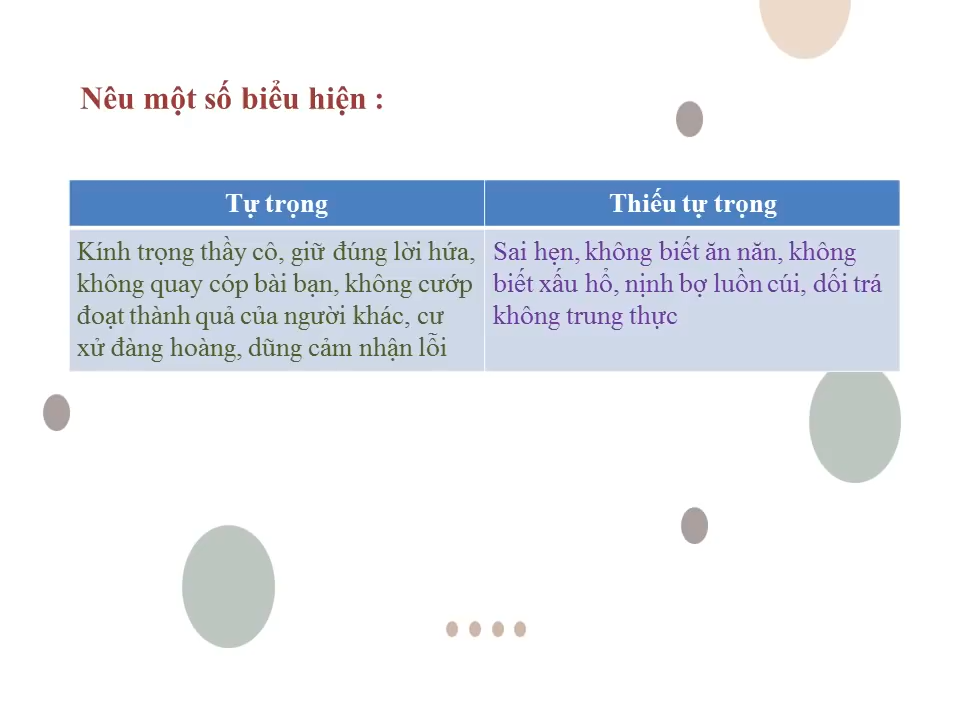 Nêu một số biểu hiện :
Tự trọng
Thiếu tự trọng
Kính trọng thầy cô, giữ đúng lời hứa,
không quay cóp bài bạn, không cướp
đoạt thành quả của người khác, cư
xử đàng hoàng, dũng cảm nhận lỗi
Sai hẹn, không biết ăn năn, không
biết xấu hổ, nịnh bợ luồn cúi, dối trá
không trung thực